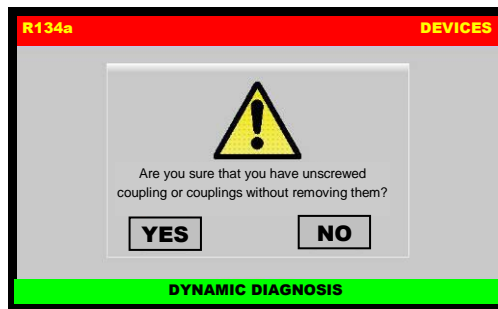 R134a DEVICES
Are you sure that you have unscrewed
coupling or couplings without removing them?
YES NO
DYNAMIC DIAGNOSIS